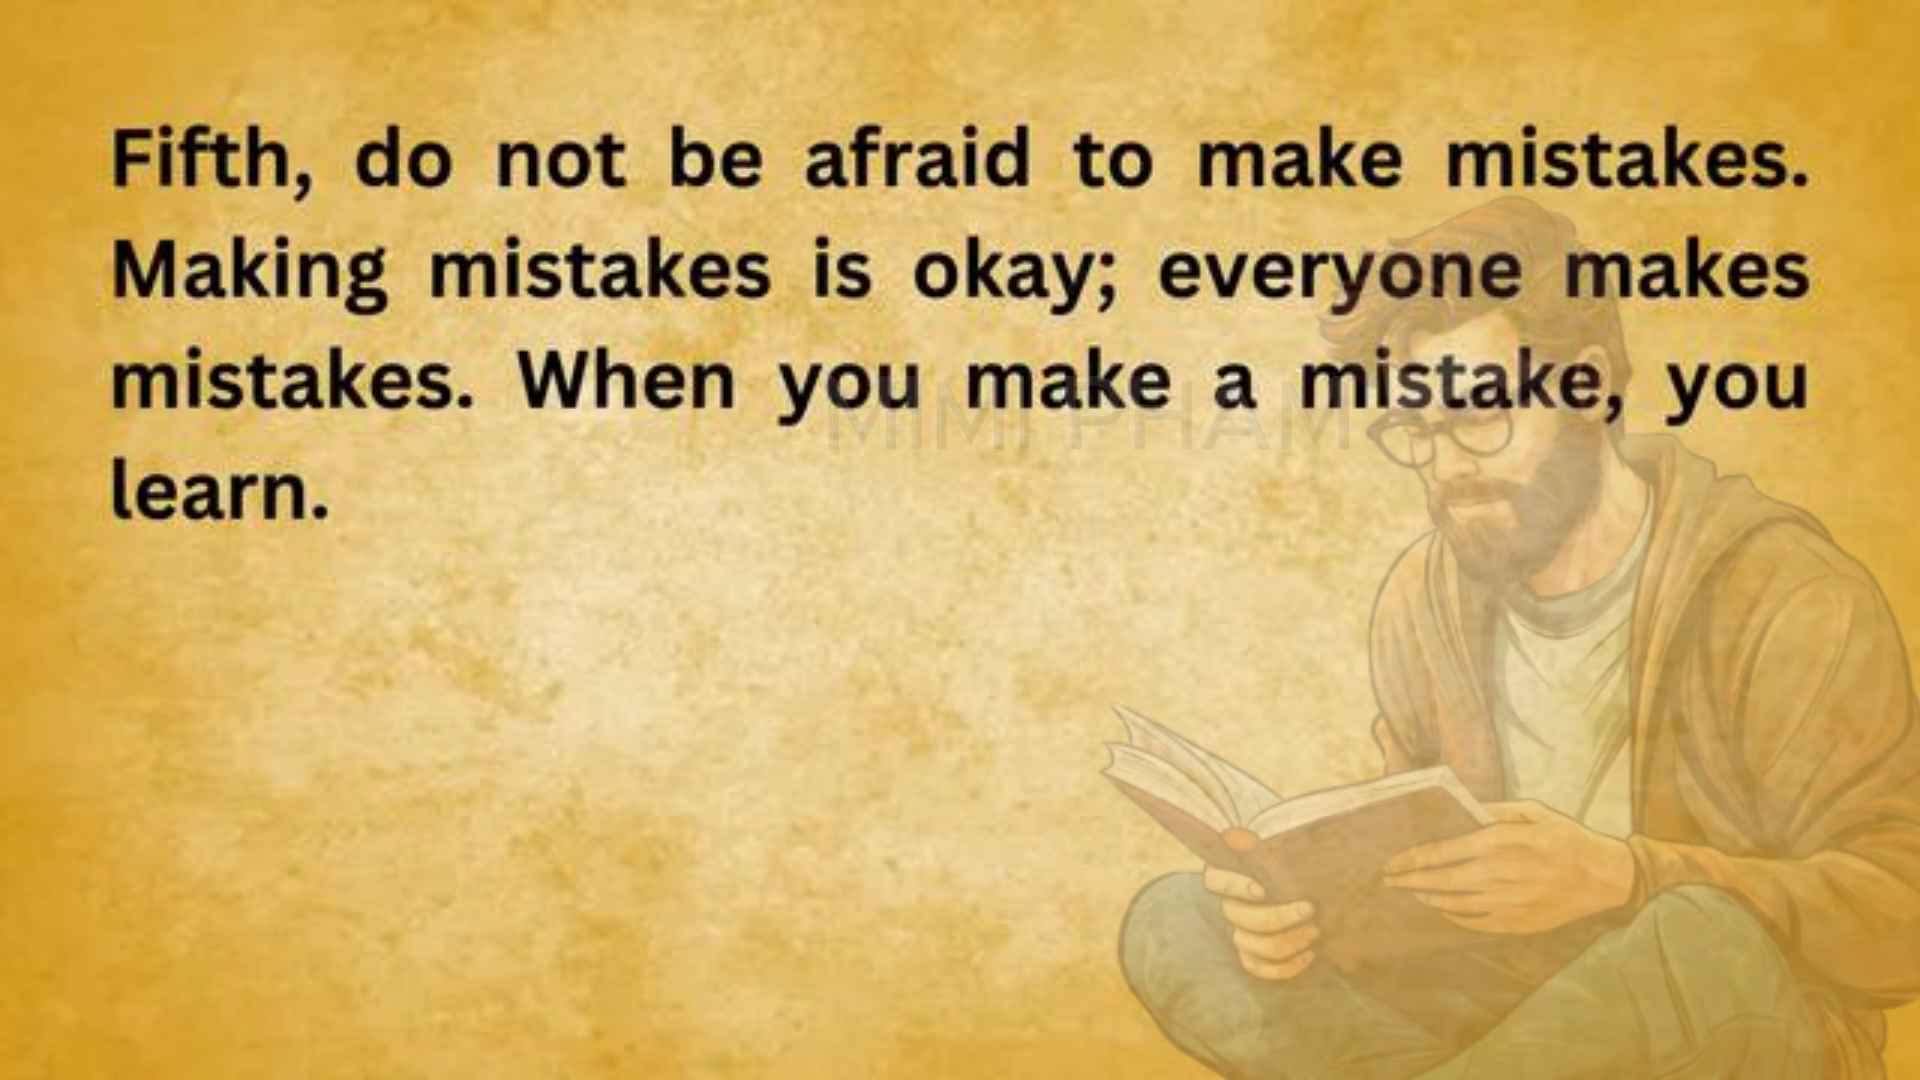 Fifth, do not be afraid to make mistakes.
Making mistakes is okay; everyone makes
mistakes. When you make a mistake, you
learn.
MIMI PHAM